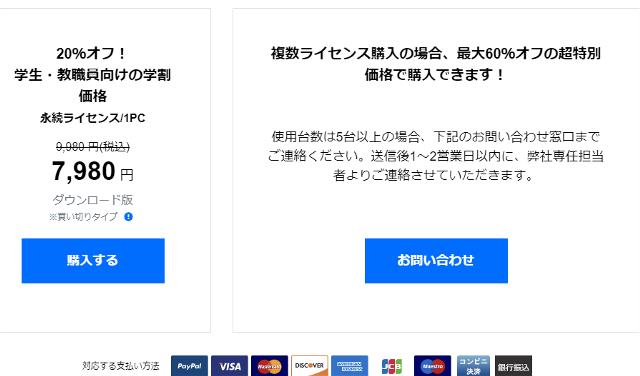 20%オフ！
学生・教職員向けの学割
価格
永続ライセンス/1PC
9,980 円(税込)
7,980 円
ダウンロード版
※買い切りタイプ
購入する
複数ライセンス購入の場合、最大60%オフの超特別
価格で購入できます！
使用台数は5台以上の場合、下記のお問い合わせ窓口まで
ご連絡ください。送信後1～2営業日以内に、弊社専任担当
者よりご連絡させていただきます。
お問い合わせ
対応する支払い方法 PayPal VISA MasterCard DISCOVER JCB Maestro コンビニ決済 銀行振込